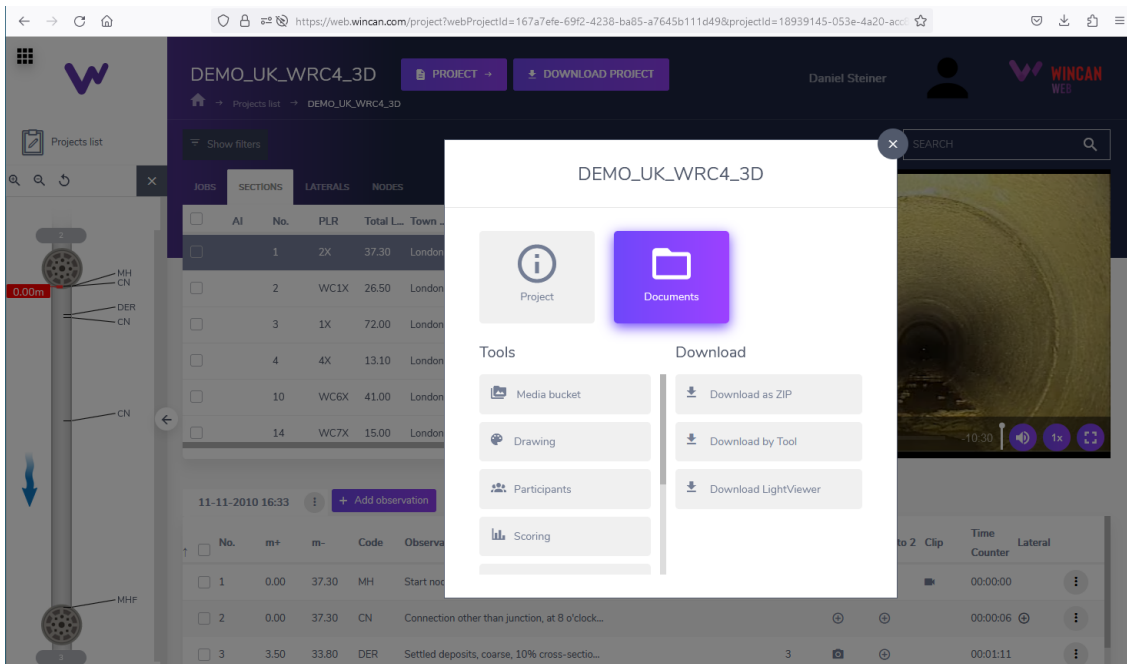 https://web.wincan.com/project?webProjectId=167a7efe-69f2-4238-ba85-a7645b111d49&projectId=18939145-053e-4a20-acc
DEMO_UK_WRC4_3D
PROJECT →
DOWNLOAD PROJECT
Daniel Steiner
WINCAN
WEB
→ Projects list → DEMO_UK_WRC4_3D
Projects list
Show filters
SEARCH
JOBS SECTIONS LATERALS NODES
AI No. PLR Total L... Town ...
1 2X 37.30 London
2 WC1X 26.50 London
3 1X 72.00 London
4 4X 13.10 London
10 WC6X 41.00 London
14 WC7X 15.00 London
2
MH
CN
0.00m
DER
CN
CN
MHF
3
DEMO_UK_WRC4_3D
Project
Documents
Tools
Media bucket
Drawing
Participants
Scoring
Download
Download as ZIP
Download by Tool
Download LightViewer
-10:30 1x
11-11-2010 16:33
+ Add observation
No. m+ m- Code Observa to 2 Clip Time Counter Lateral
1 0.00 37.30 MH Start noc 00:00:00
2 0.00 37.30 CN Connection other than junction, at 8 o'clock... 00:00:06
3 3.50 33.80 DER Settled deposits, coarse, 10% cross-sectio... 3 00:01:11